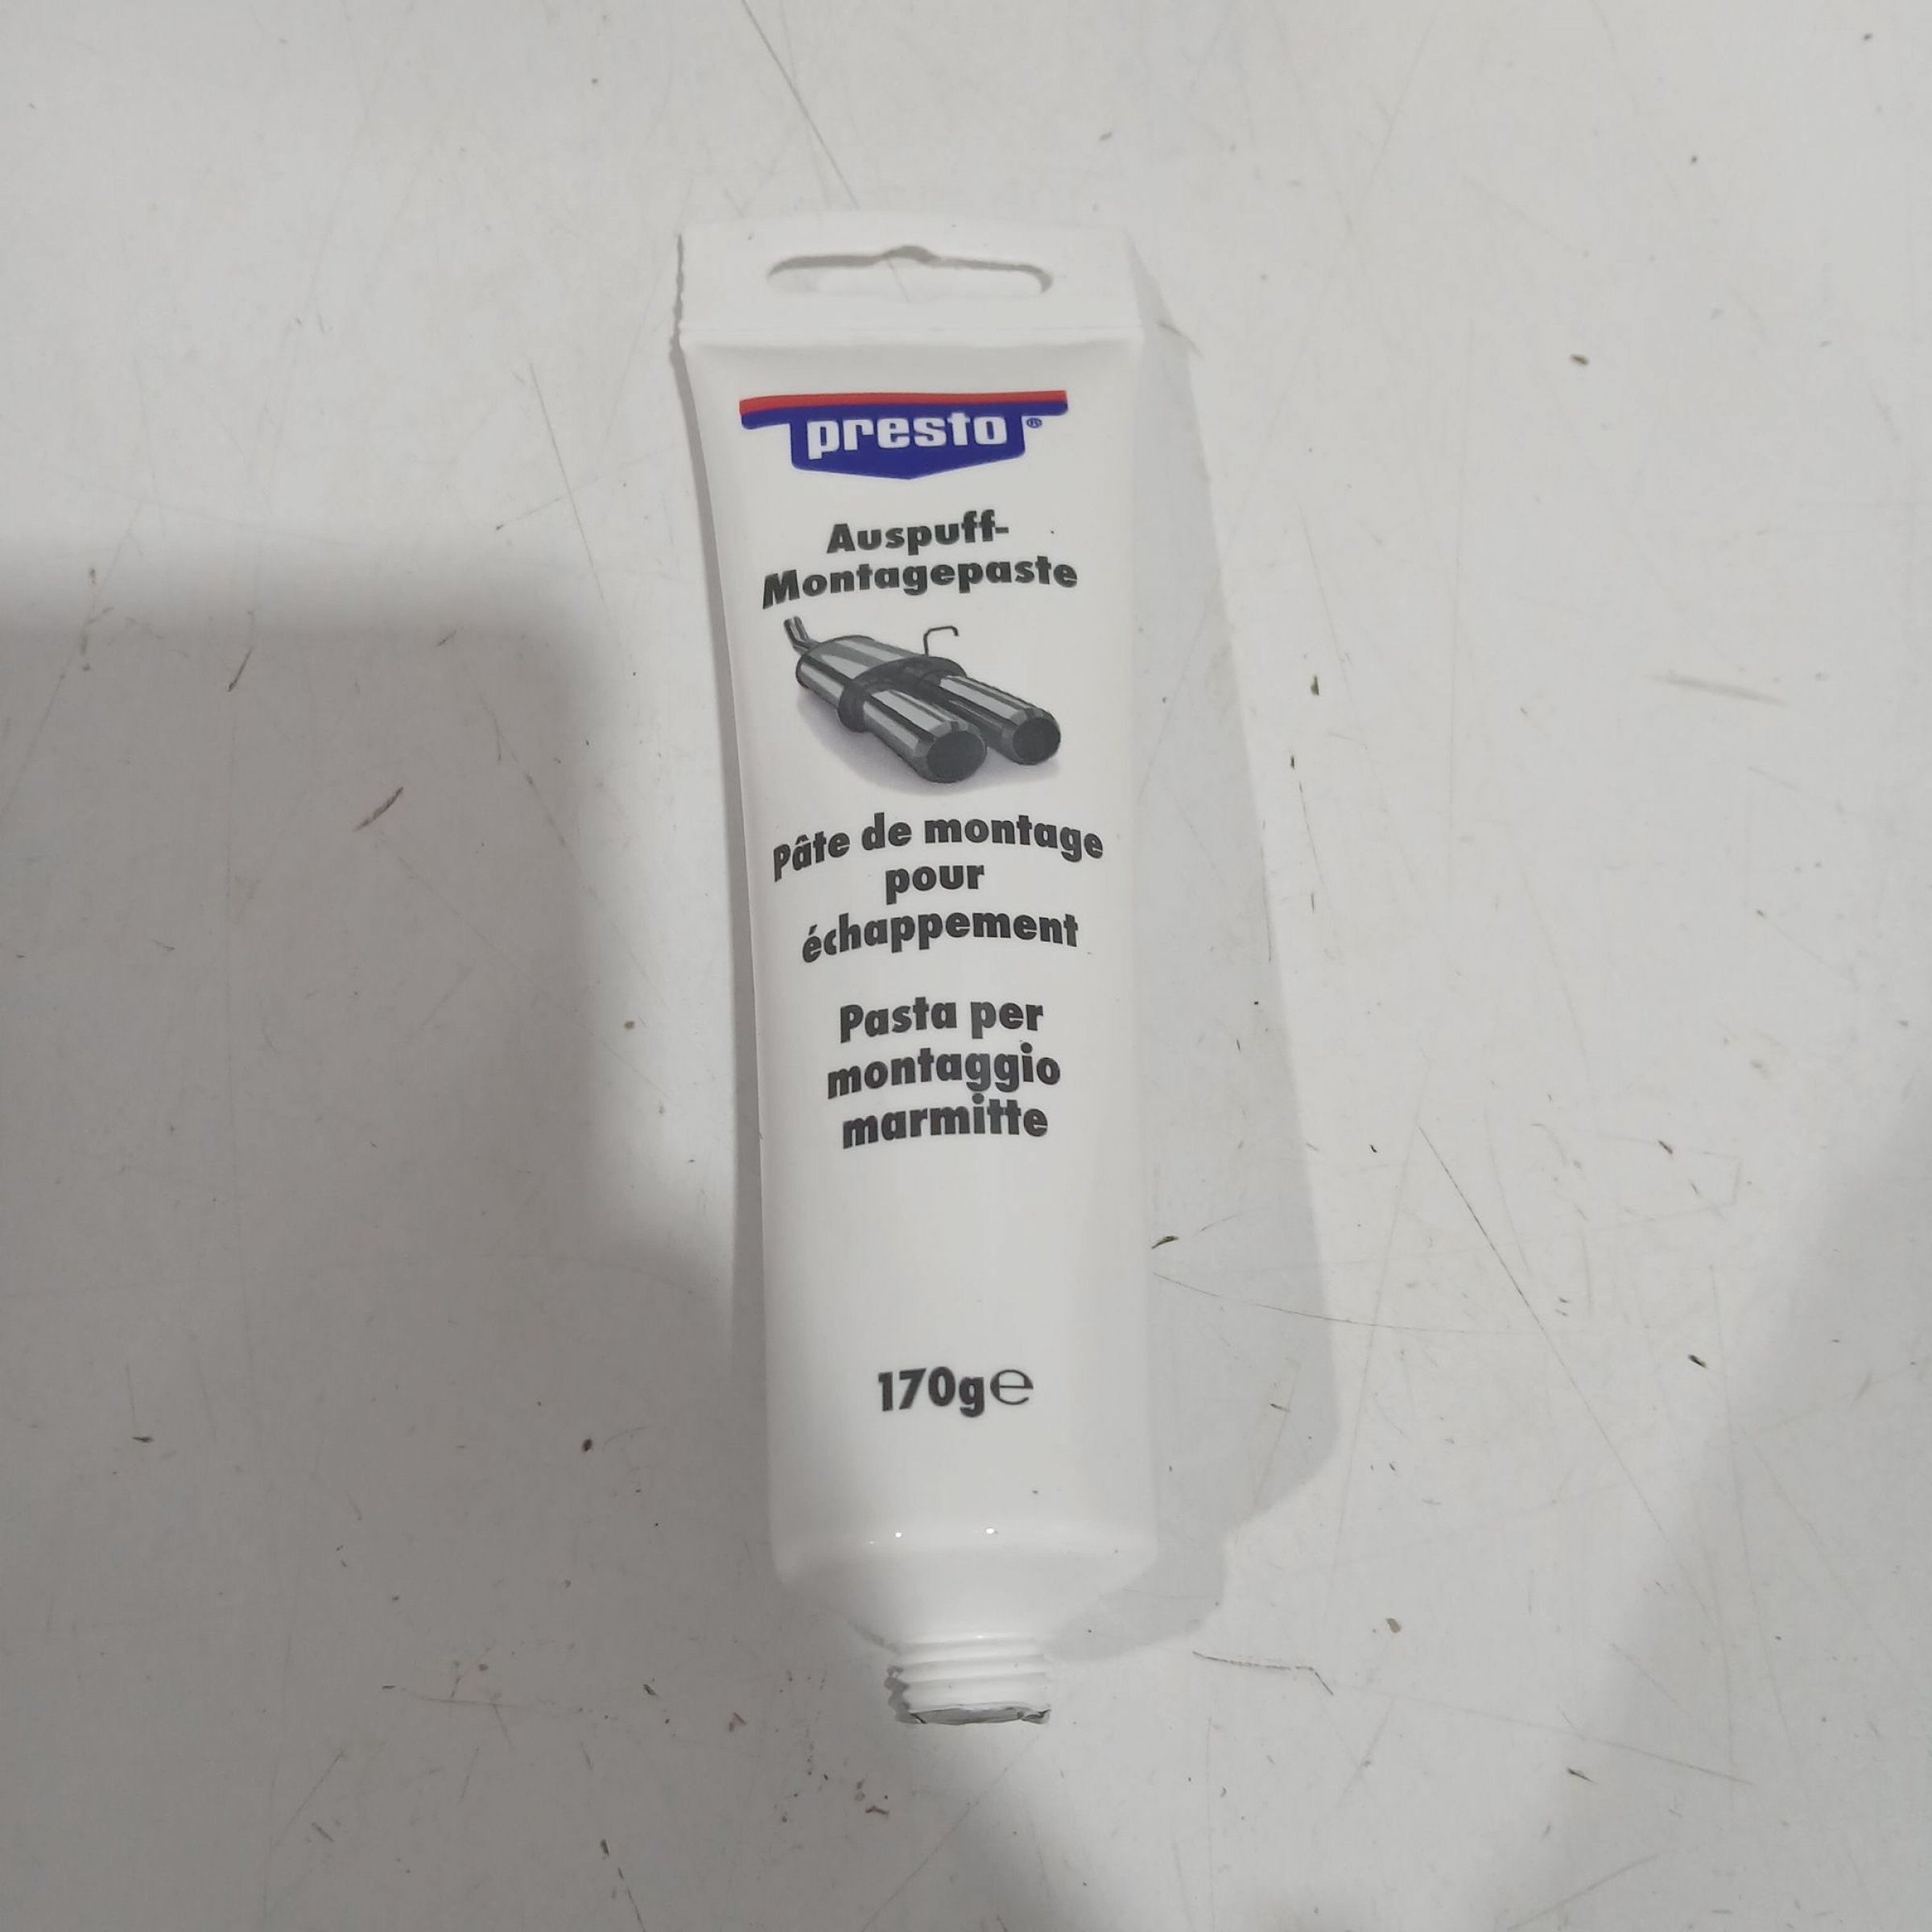 presto®
Auspuff-
Montagepaste
Pâte de montage
pour
échappement
Pasta per
montaggio
marmitte
170g℮